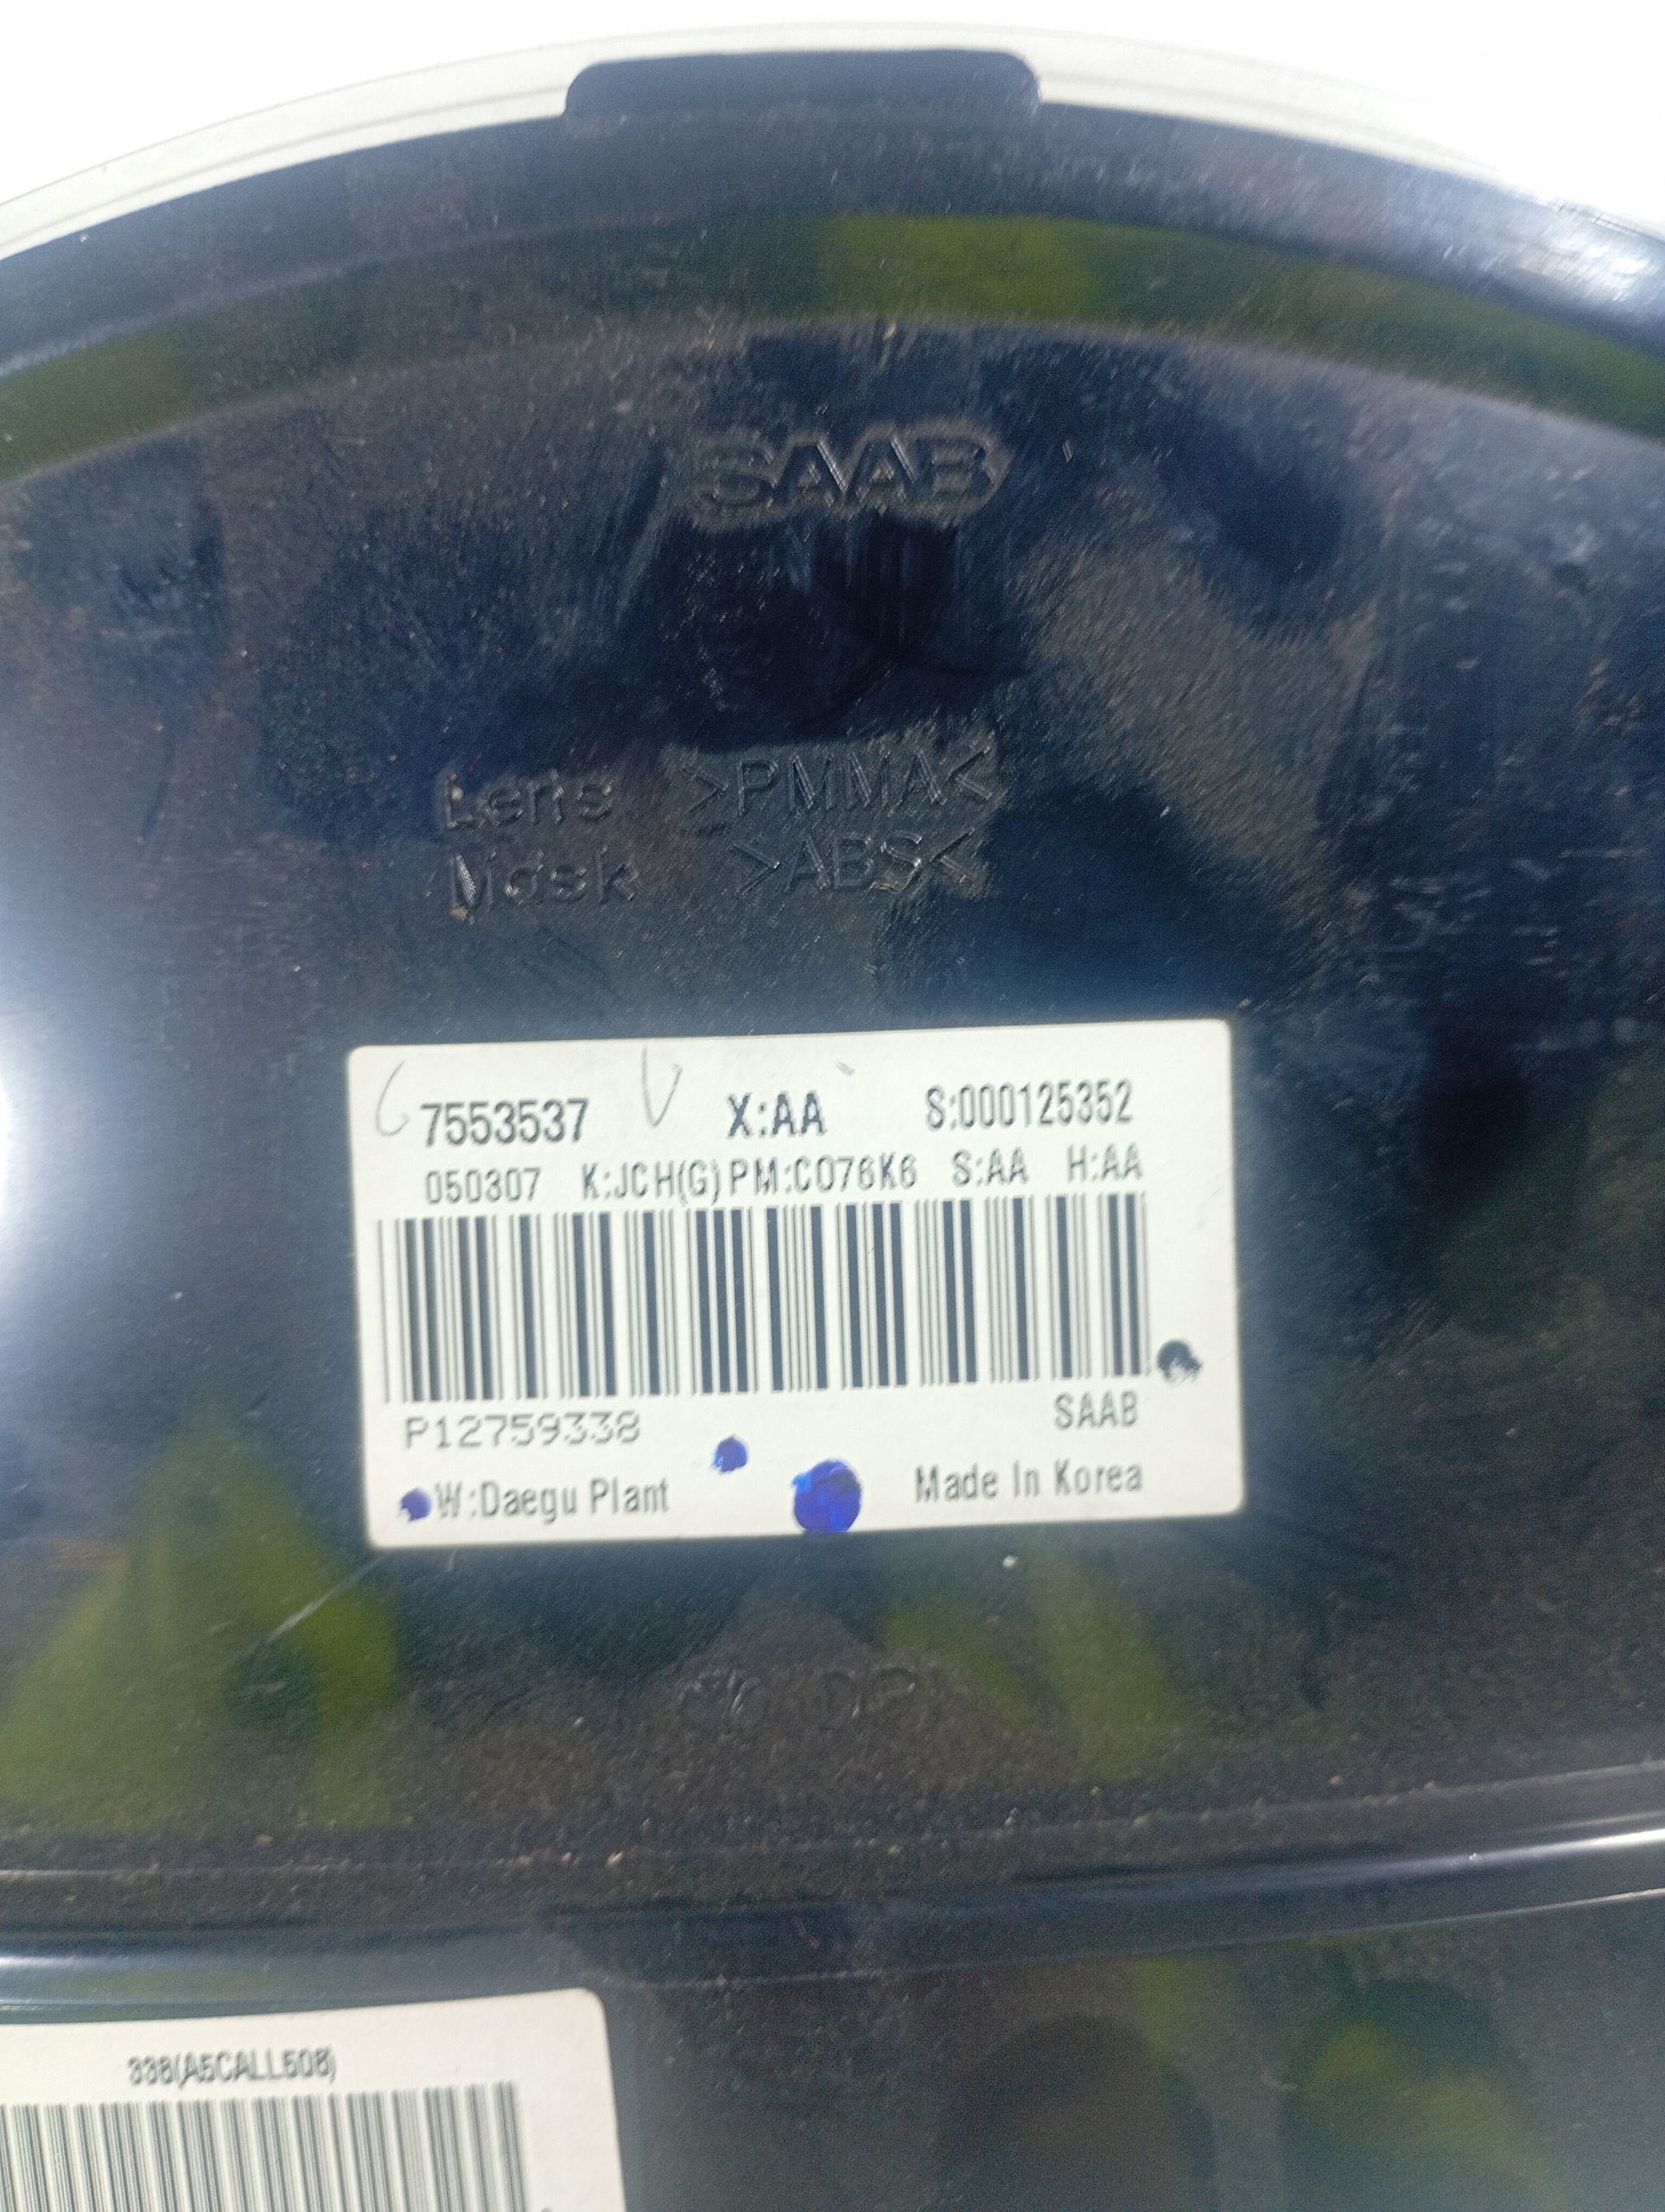 SAAB
Lens >PMMA<
Mask >ABS<
7553537 X:AA S:000125352
050307 K:JCH(G) PM:C076K6 S:AA H:AA
P12759338 SAAB
W:Daegu Plant Made In Korea
338(A5CALL508)